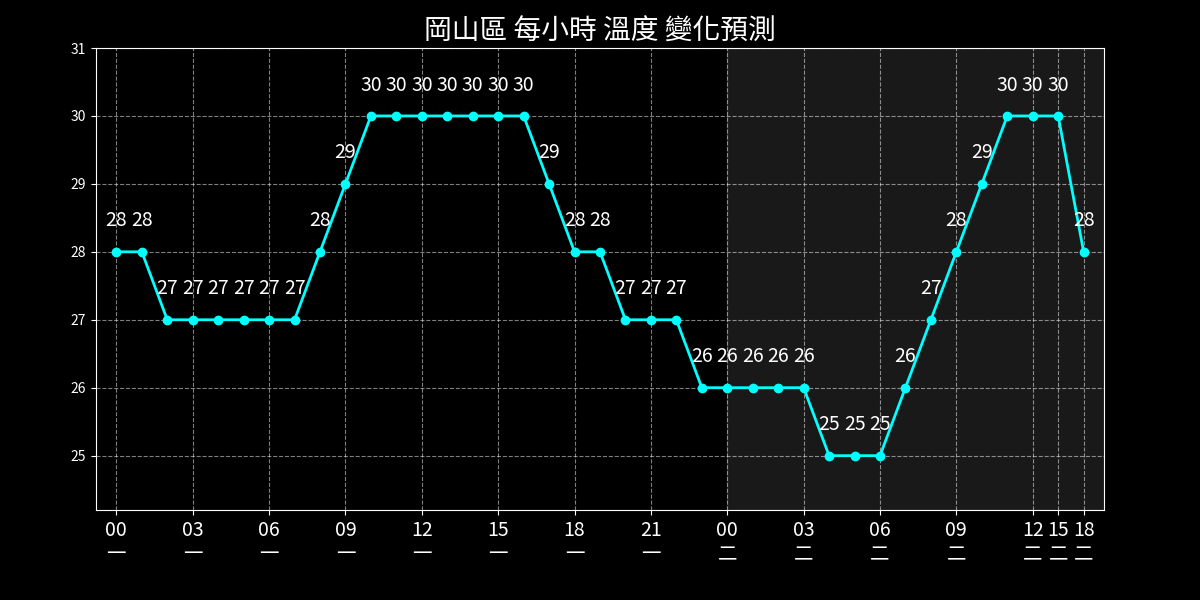 岡山區 每小時 溫度 變化預測
31
30 30 30 30 30 30 30 30 30 30
30
29 29 29
29
28 28 28 28 28 28 28
28
27 27 27 27 27 27 27 27 27 27
27
26 26 26 26 26 26
26
25 25 25
25
00 03 06 09 12 15 18 21 00 03 06 09 12 15 18
一 一 一 一 一 一 一 一 二 二 二 二 二 二 二